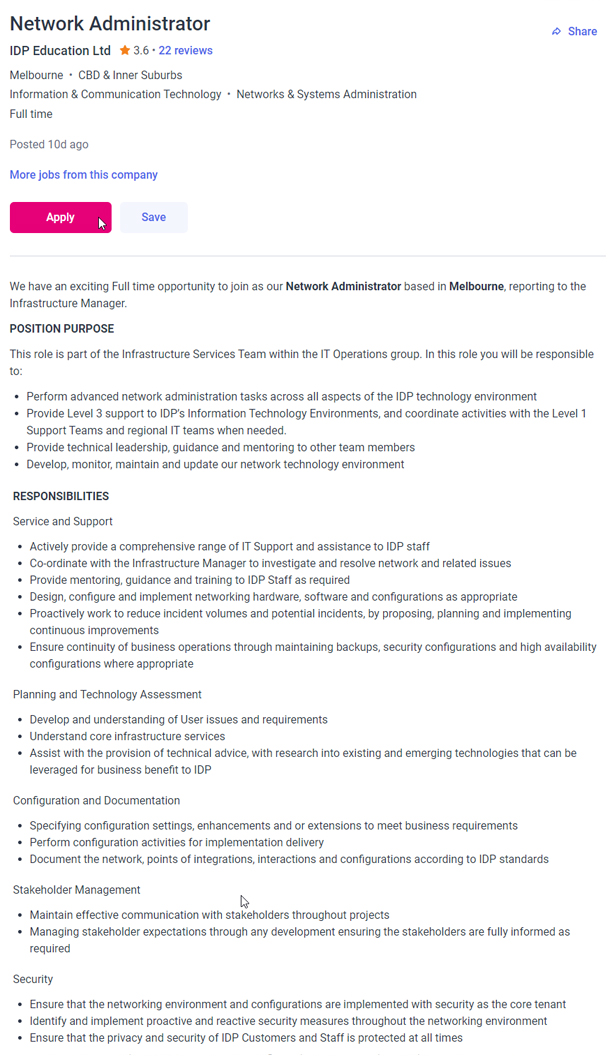 Network Administrator
Share
IDP Education Ltd 3.6 • 22 reviews
Melbourne • CBD & Inner Suburbs
Information & Communication Technology • Networks & Systems Administration
Full time
Posted 10d ago
More jobs from this company
Apply Save
We have an exciting Full time opportunity to join as our Network Administrator based in Melbourne, reporting to the
Infrastructure Manager.
POSITION PURPOSE
This role is part of the Infrastructure Services Team within the IT Operations group. In this role you will be responsible
to:
• Perform advanced network administration tasks across all aspects of the IDP technology environment
• Provide Level 3 support to IDP's Information Technology Environments, and coordinate activities with the Level 1
Support Teams and regional IT teams when needed.
• Provide technical leadership, guidance and mentoring to other team members
• Develop, monitor, maintain and update our network technology environment
RESPONSIBILITIES
Service and Support
• Actively provide a comprehensive range of IT Support and assistance to IDP staff
• Co-ordinate with the Infrastructure Manager to investigate and resolve network and related issues
• Provide mentoring, guidance and training to IDP Staff as required
• Design, configure and implement networking hardware, software and configurations as appropriate
• Proactively work to reduce incident volumes and potential incidents, by proposing, planning and implementing
continuous improvements
• Ensure continuity of business operations through maintaining backups, security configurations and high availability
configurations where appropriate
Planning and Technology Assessment
• Develop and understanding of User issues and requirements
• Understand core infrastructure services
• Assist with the provision of technical advice, with research into existing and emerging technologies that can be
leveraged for business benefit to IDP
Configuration and Documentation
• Specifying configuration settings, enhancements and or extensions to meet business requirements
• Perform configuration activities for implementation delivery
• Document the network, points of integrations, interactions and configurations according to IDP standards
Stakeholder Management
• Maintain effective communication with stakeholders throughout projects
• Managing stakeholder expectations through any development ensuring the stakeholders are fully informed as
required
Security
• Ensure that the networking environment and configurations are implemented with security as the core tenant
• Identify and implement proactive and reactive security measures throughout the networking environment
• Ensure that the privacy and security of IDP Customers and Staff is protected at all times